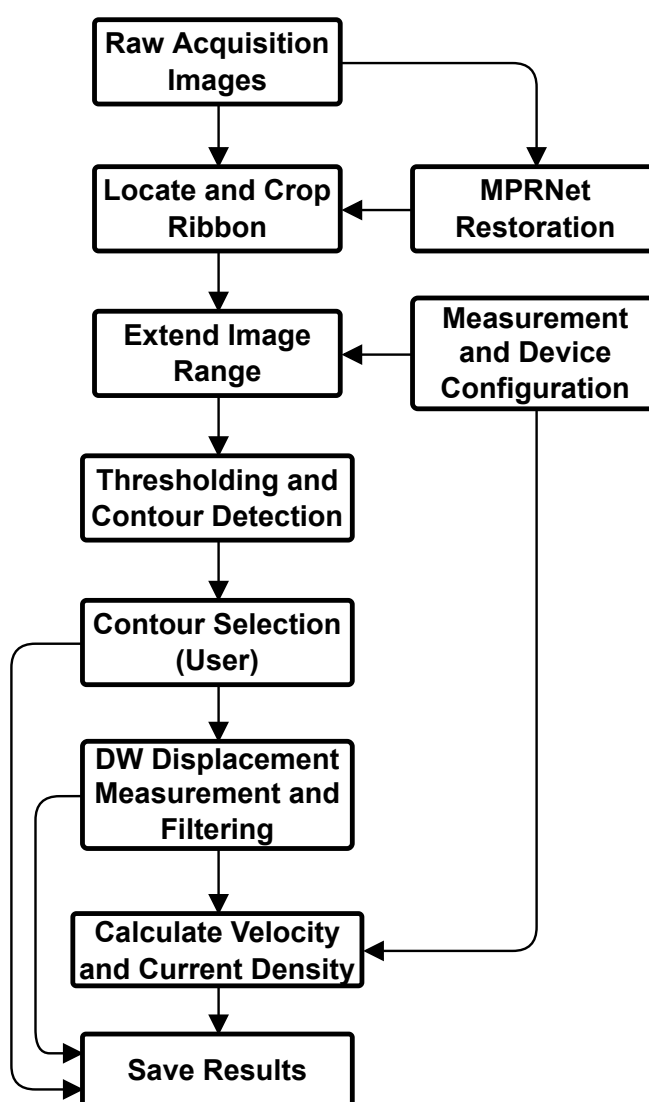 Raw Acquisition
Images
Locate and Crop
Ribbon
MPRNet
Restoration
Extend Image
Range
Measurement
and Device
Configuration
Thresholding and
Contour Detection
Contour Selection
(User)
DW Displacement
Measurement and
Filtering
Calculate Velocity
and Current Density
Save Results